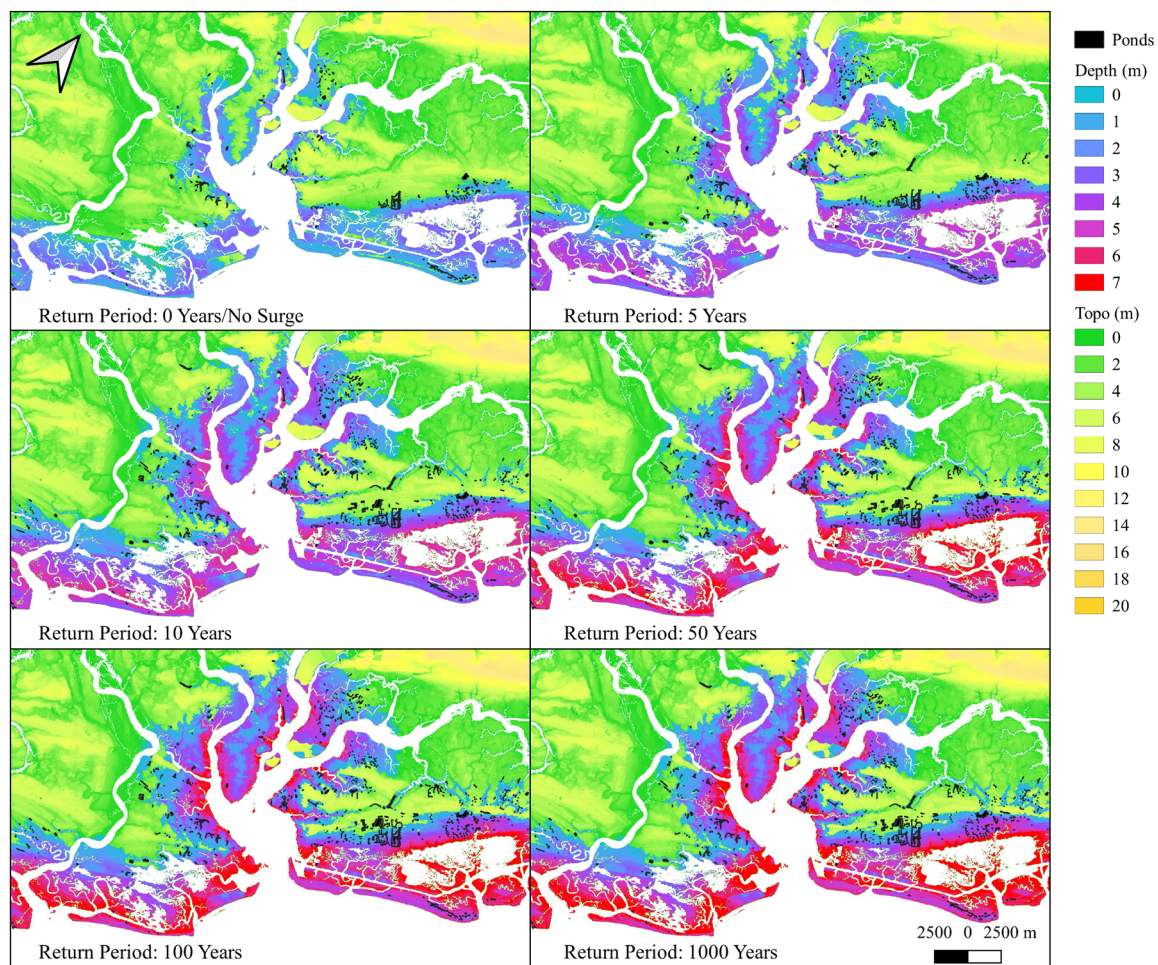 Return Period: 0 Years/No Surge
Return Period: 5 Years
Return Period: 10 Years
Return Period: 50 Years
Return Period: 100 Years
Return Period: 1000 Years
2500 0 2500 m
Ponds
Depth (m)
0
1
2
3
4
5
6
7
Topo (m)
0
2
4
6
8
10
12
14
16
18
20